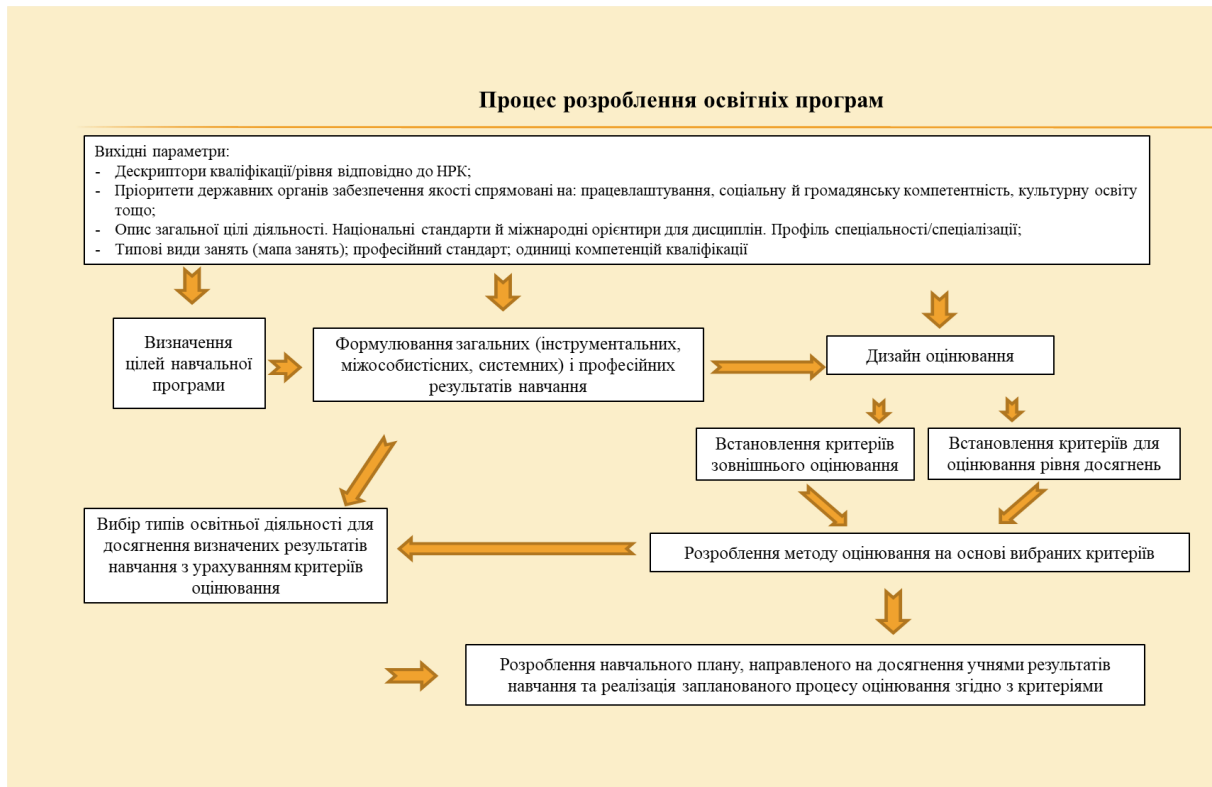 Процес розроблення освітніх програм
Вихідні параметри:
- Дескриптори кваліфікації/рівня відповідно до НРК;
- Пріоритети державних органів забезпечення якості спрямовані на: працевлаштування, соціальну й громадянську компетентність, культурну освіту
тощо;
- Опис загальної цілі діяльності. Національні стандарти й міжнародні орієнтири для дисциплін. Профіль спеціальності/спеціалізації;
- Типові види занять (мапа занять); професійний стандарт; одиниці компетенцій кваліфікації
Визначення
цілей навчальної
програми
Формулювання загальних (інструментальних,
міжособистісних, системних) і професійних
результатів навчання
Дизайн оцінювання
Встановлення критеріїв
зовнішнього оцінювання
Встановлення критеріїв для
оцінювання рівня досягнень
Вибір типів освітньої діяльності для
досягнення визначених результатів
навчання з урахуванням критеріїв
оцінювання
Розроблення методу оцінювання на основі вибраних критеріїв
Розроблення навчального плану, направленого на досягнення учнями результатів
навчання та реалізація запланованого процесу оцінювання згідно з критеріями